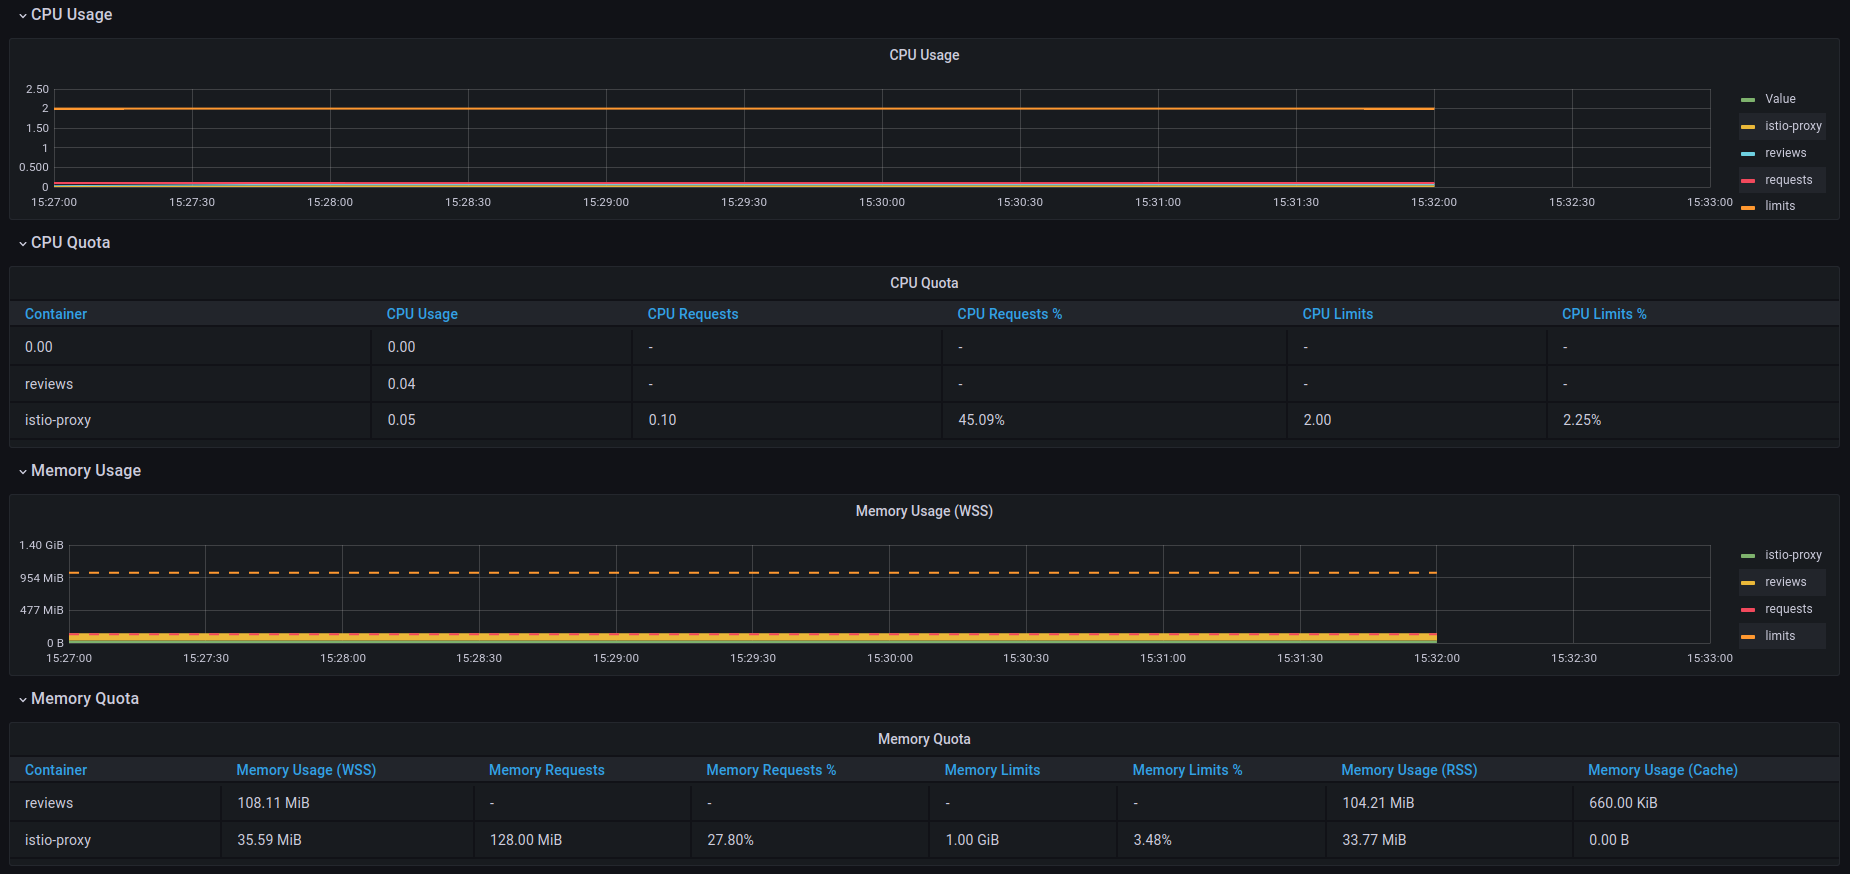 CPU Usage
CPU Usage
2.50
2
1.50
1
0.500
0
15:27:00 15:27:30 15:28:00 15:28:30 15:29:00 15:29:30 15:30:00 15:30:30 15:31:00 15:31:30 15:32:00 15:32:30 15:33:00
Value
istio-proxy
reviews
requests
limits
CPU Quota
CPU Quota
Container CPU Usage CPU Requests CPU Requests % CPU Limits CPU Limits %
0.00 0.00 - - - -
reviews 0.04 - - - -
istio-proxy 0.05 0.10 45.09% 2.00 2.25%
Memory Usage
Memory Usage (WSS)
1.40 GiB
954 MiB
477 MiB
0 B
15:27:00 15:27:30 15:28:00 15:28:30 15:29:00 15:29:30 15:30:00 15:30:30 15:31:00 15:31:30 15:32:00 15:32:30 15:33:00
istio-proxy
reviews
requests
limits
Memory Quota
Memory Quota
Container Memory Usage (WSS) Memory Requests Memory Requests % Memory Limits Memory Limits % Memory Usage (RSS) Memory Usage (Cache)
reviews 108.11 MiB - - - - 104.21 MiB 660.00 KiB
istio-proxy 35.59 MiB 128.00 MiB 27.80% 1.00 GiB 3.48% 33.77 MiB 0.00 B